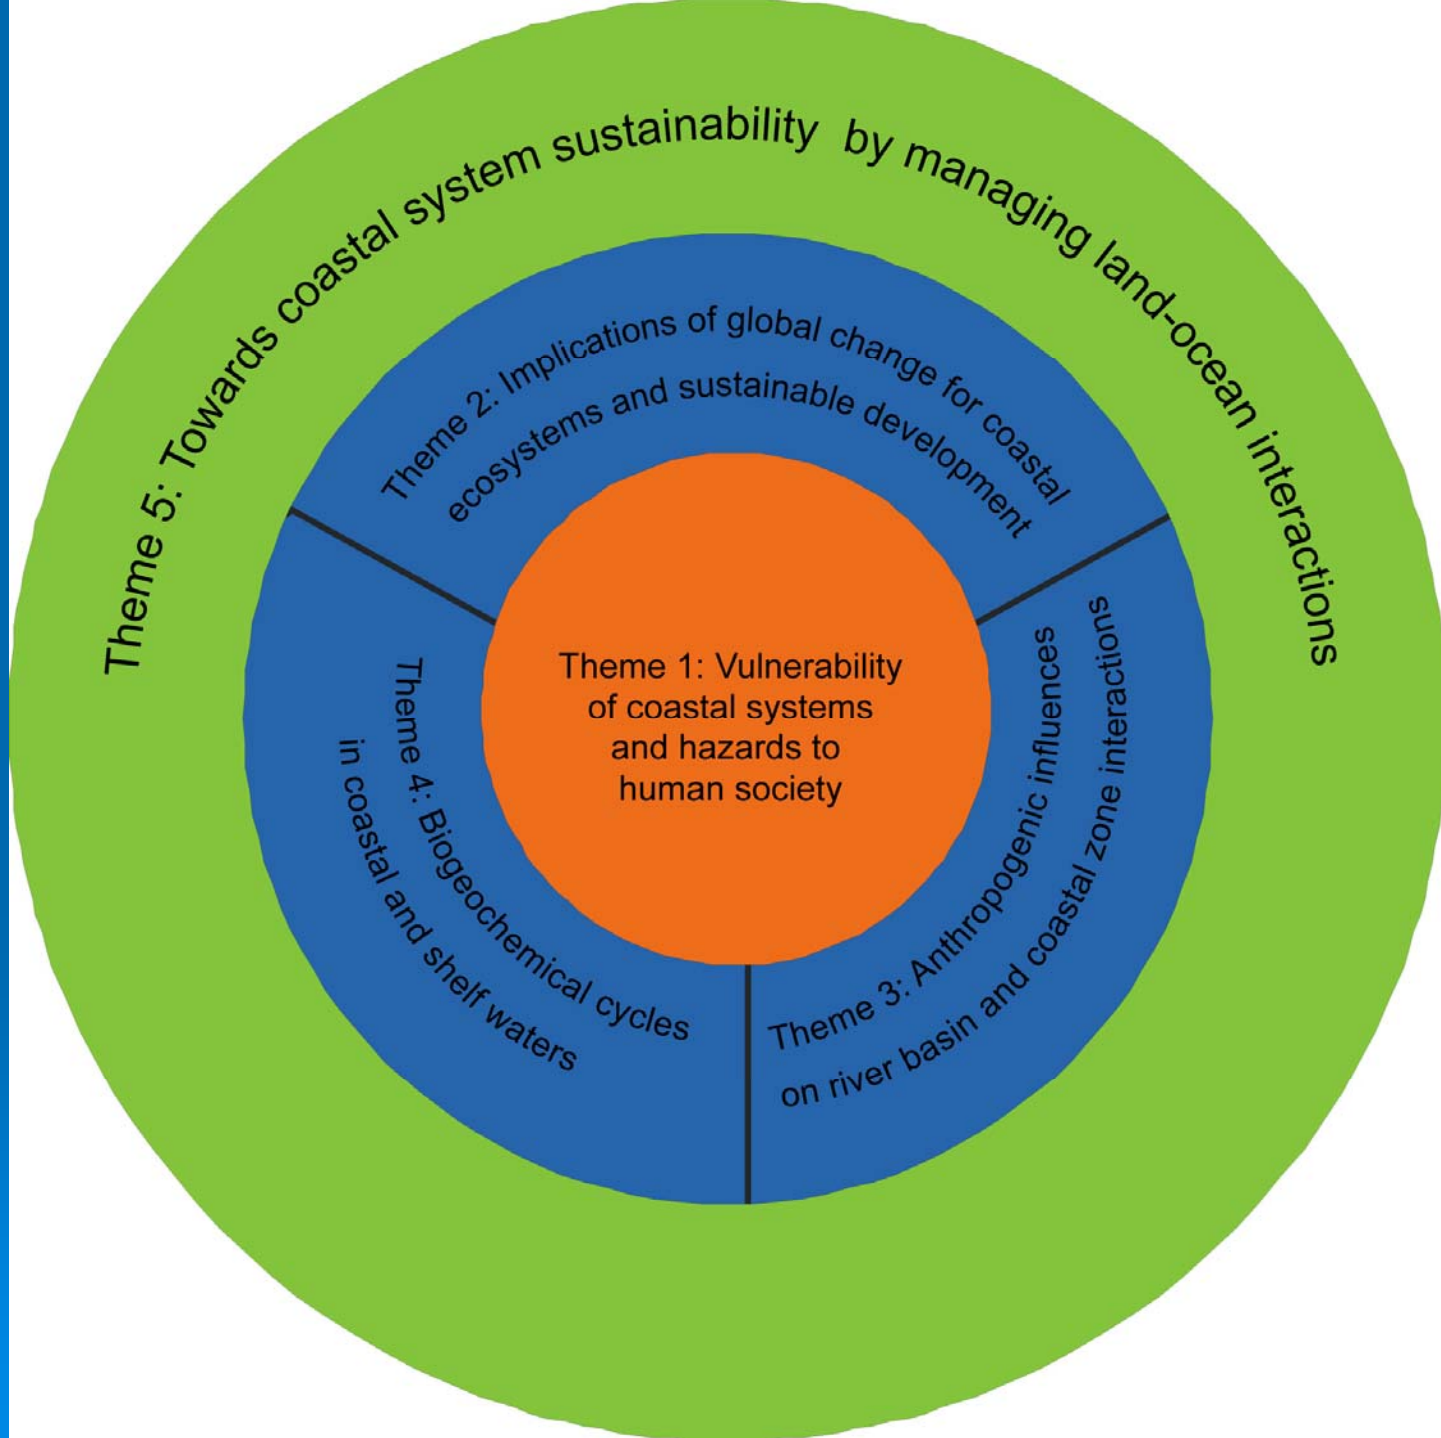 Theme 5: Towards coastal system sustainability by managing land-ocean interactions
Theme 2: Implications of global change for coastal
ecosystems and sustainable development
Theme 1: Vulnerability
of coastal systems
and hazards to
human society
Theme 3: Anthropogenic influences
on river basin and coastal zone interactions
Theme 4: Biogeochemical cycles
in coastal and shelf waters